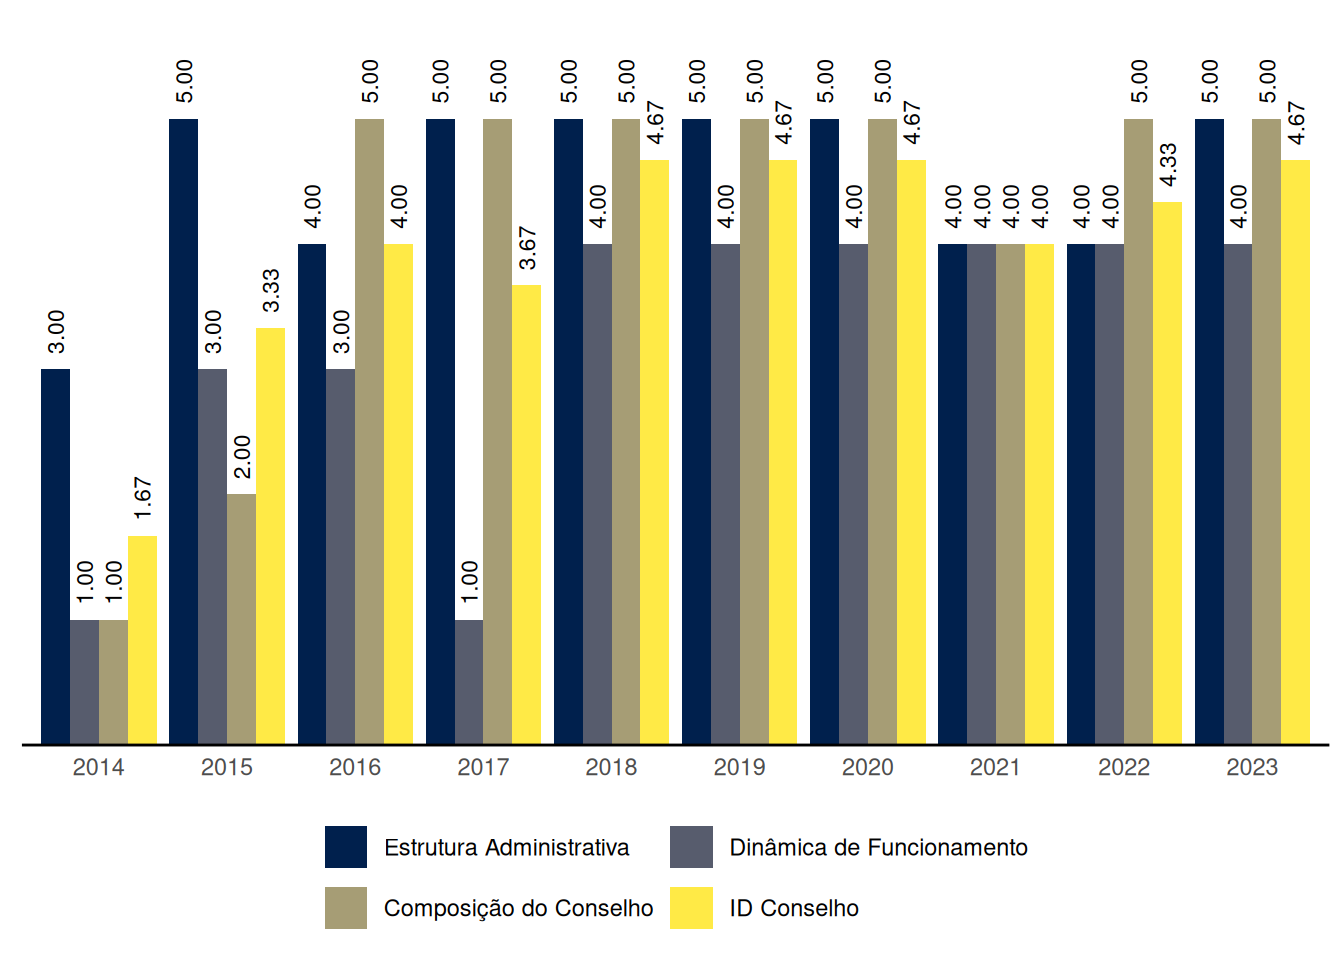 3.00 1.00 1.00 1.67
5.00 3.00 2.00 3.33
4.00 3.00 5.00 4.00
5.00 1.00 5.00 3.67
5.00 4.00 5.00 4.67
5.00 4.00 5.00 4.67
5.00 4.00 5.00 4.67
4.00 4.00 4.00 4.00
4.00 4.00 5.00 4.33
5.00 4.00 5.00 4.67
2014 2015 2016 2017 2018 2019 2020 2021 2022 2023
Estrutura Administrativa Dinâmica de Funcionamento
Composição do Conselho ID Conselho